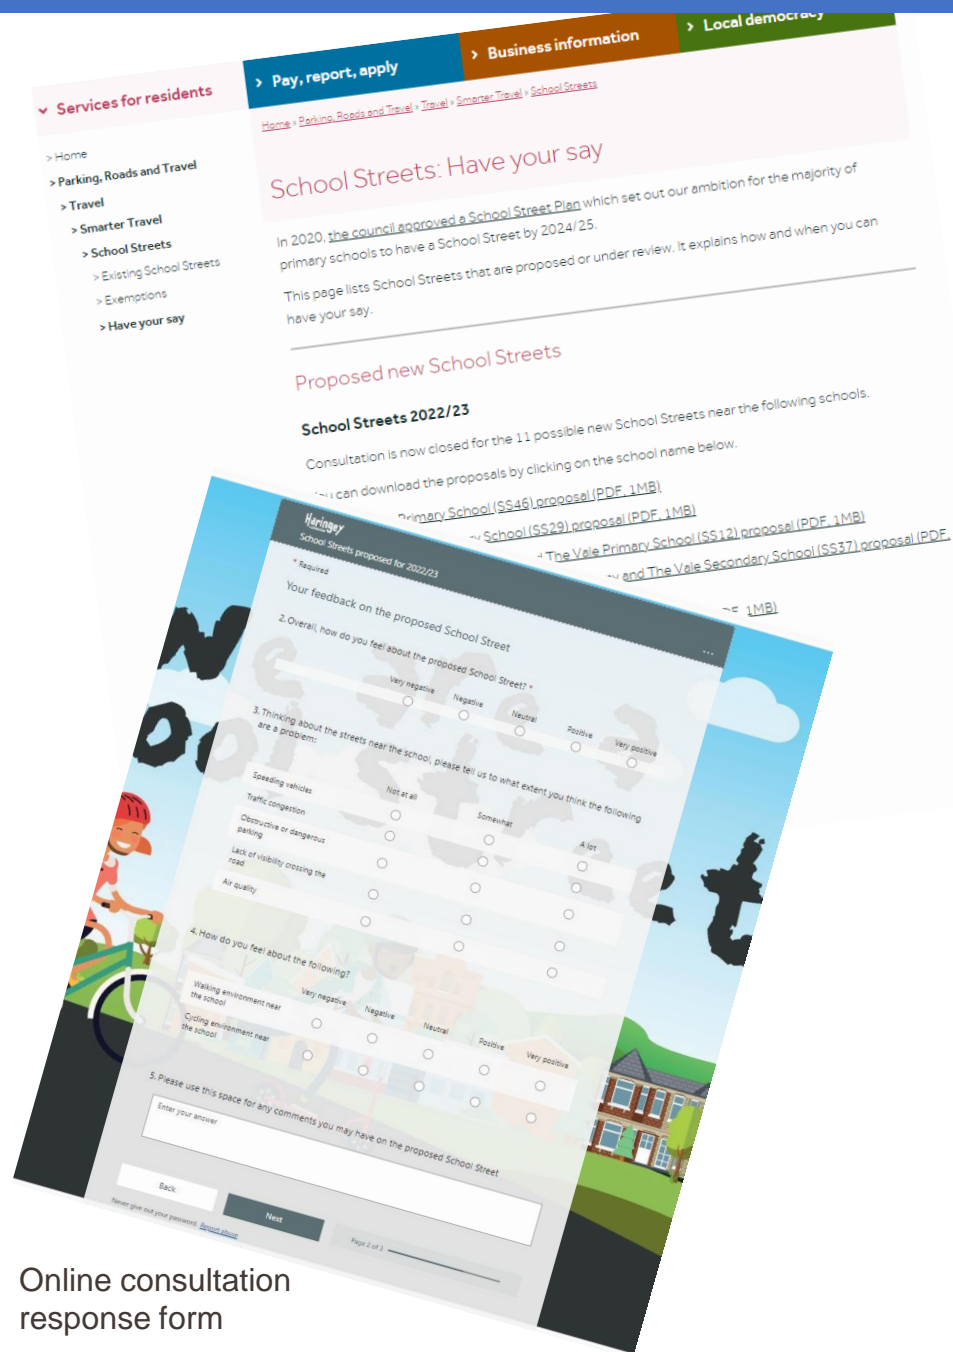 Services for residents
Pay, report, apply
Business information
Local democracy
Home » Parking, Roads and Travel » Travel » Smarter Travel » School Streets
> Home
> Parking, Roads and Travel
> Travel
> Smarter Travel
> School Streets
> Existing School Streets
> Exemptions
> Have your say
School Streets: Have your say
In 2020, the council approved a School Street Plan which set out our ambition for the majority of
primary schools to have a School Street by 2024/25.
This page lists School Streets that are proposed or under review. It explains how and when you can
have your say.
Proposed new School Streets
School Streets 2022/23
Consultation is now closed for the 11 possible new School Streets near the following schools.
can download the proposals by clicking on the school name below.
Primary School (SS46) proposal (PDF, 1MB)
School (SS29) proposal (PDF, 1MB)
The Vale Primary School (SS12) proposal (PDF, 1MB)
and The Vale Secondary School (SS37) proposal (PDF,
1MB)
Haringey
School Streets proposed for 2022/23
...
* Required
Your feedback on the proposed School Street
2. Overall, how do you feel about the proposed School Street? *
Very negative Negative Neutral Positive Very positive
3. Thinking about the streets near the school, please tell us to what extent you think the following
are a problem:
Not at all Somewhat A lot
Speeding vehicles
Traffic congestion
Obstructive or dangerous
parking
Lack of visibility crossing the
road
Air quality
4. How do you feel about the following?
Very negative Negative Neutral Positive Very positive
Walking environment near
the school
Cycling environment near
the school
5. Please use this space for any comments you may have on the proposed School Street
Enter your answer
Back
Next
Page 2 of 3
Never give out your password. Report abuse
Online consultation
response form